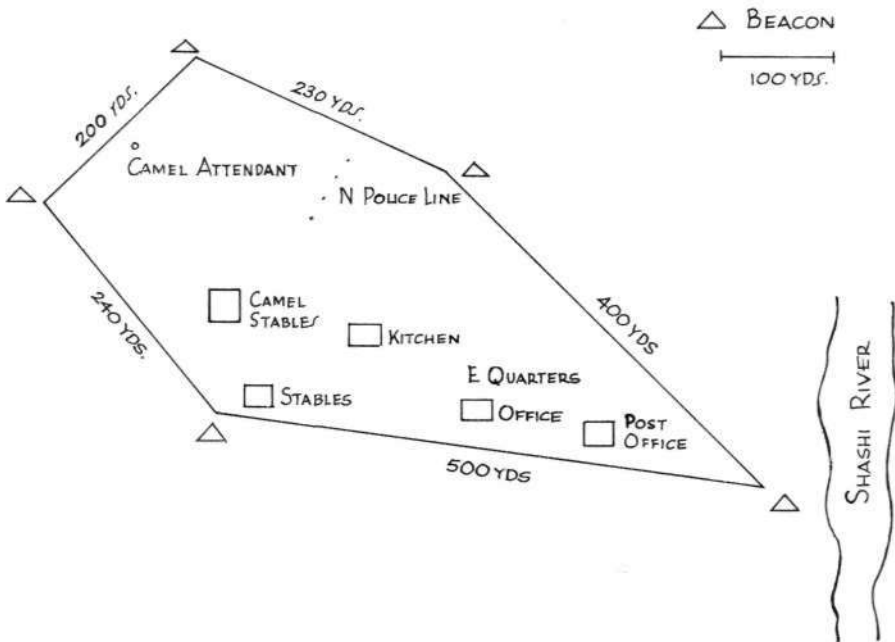 BEACON
100 YDS.
200 YDS.
230 YDS.
CAMEL ATTENDANT
N POLICE LINE
240 YDS.
400 YDS
CAMEL
STABLES
KITCHEN
E QUARTERS
STABLES
OFFICE
POST
OFFICE
500 YDS
SHASHI RIVER